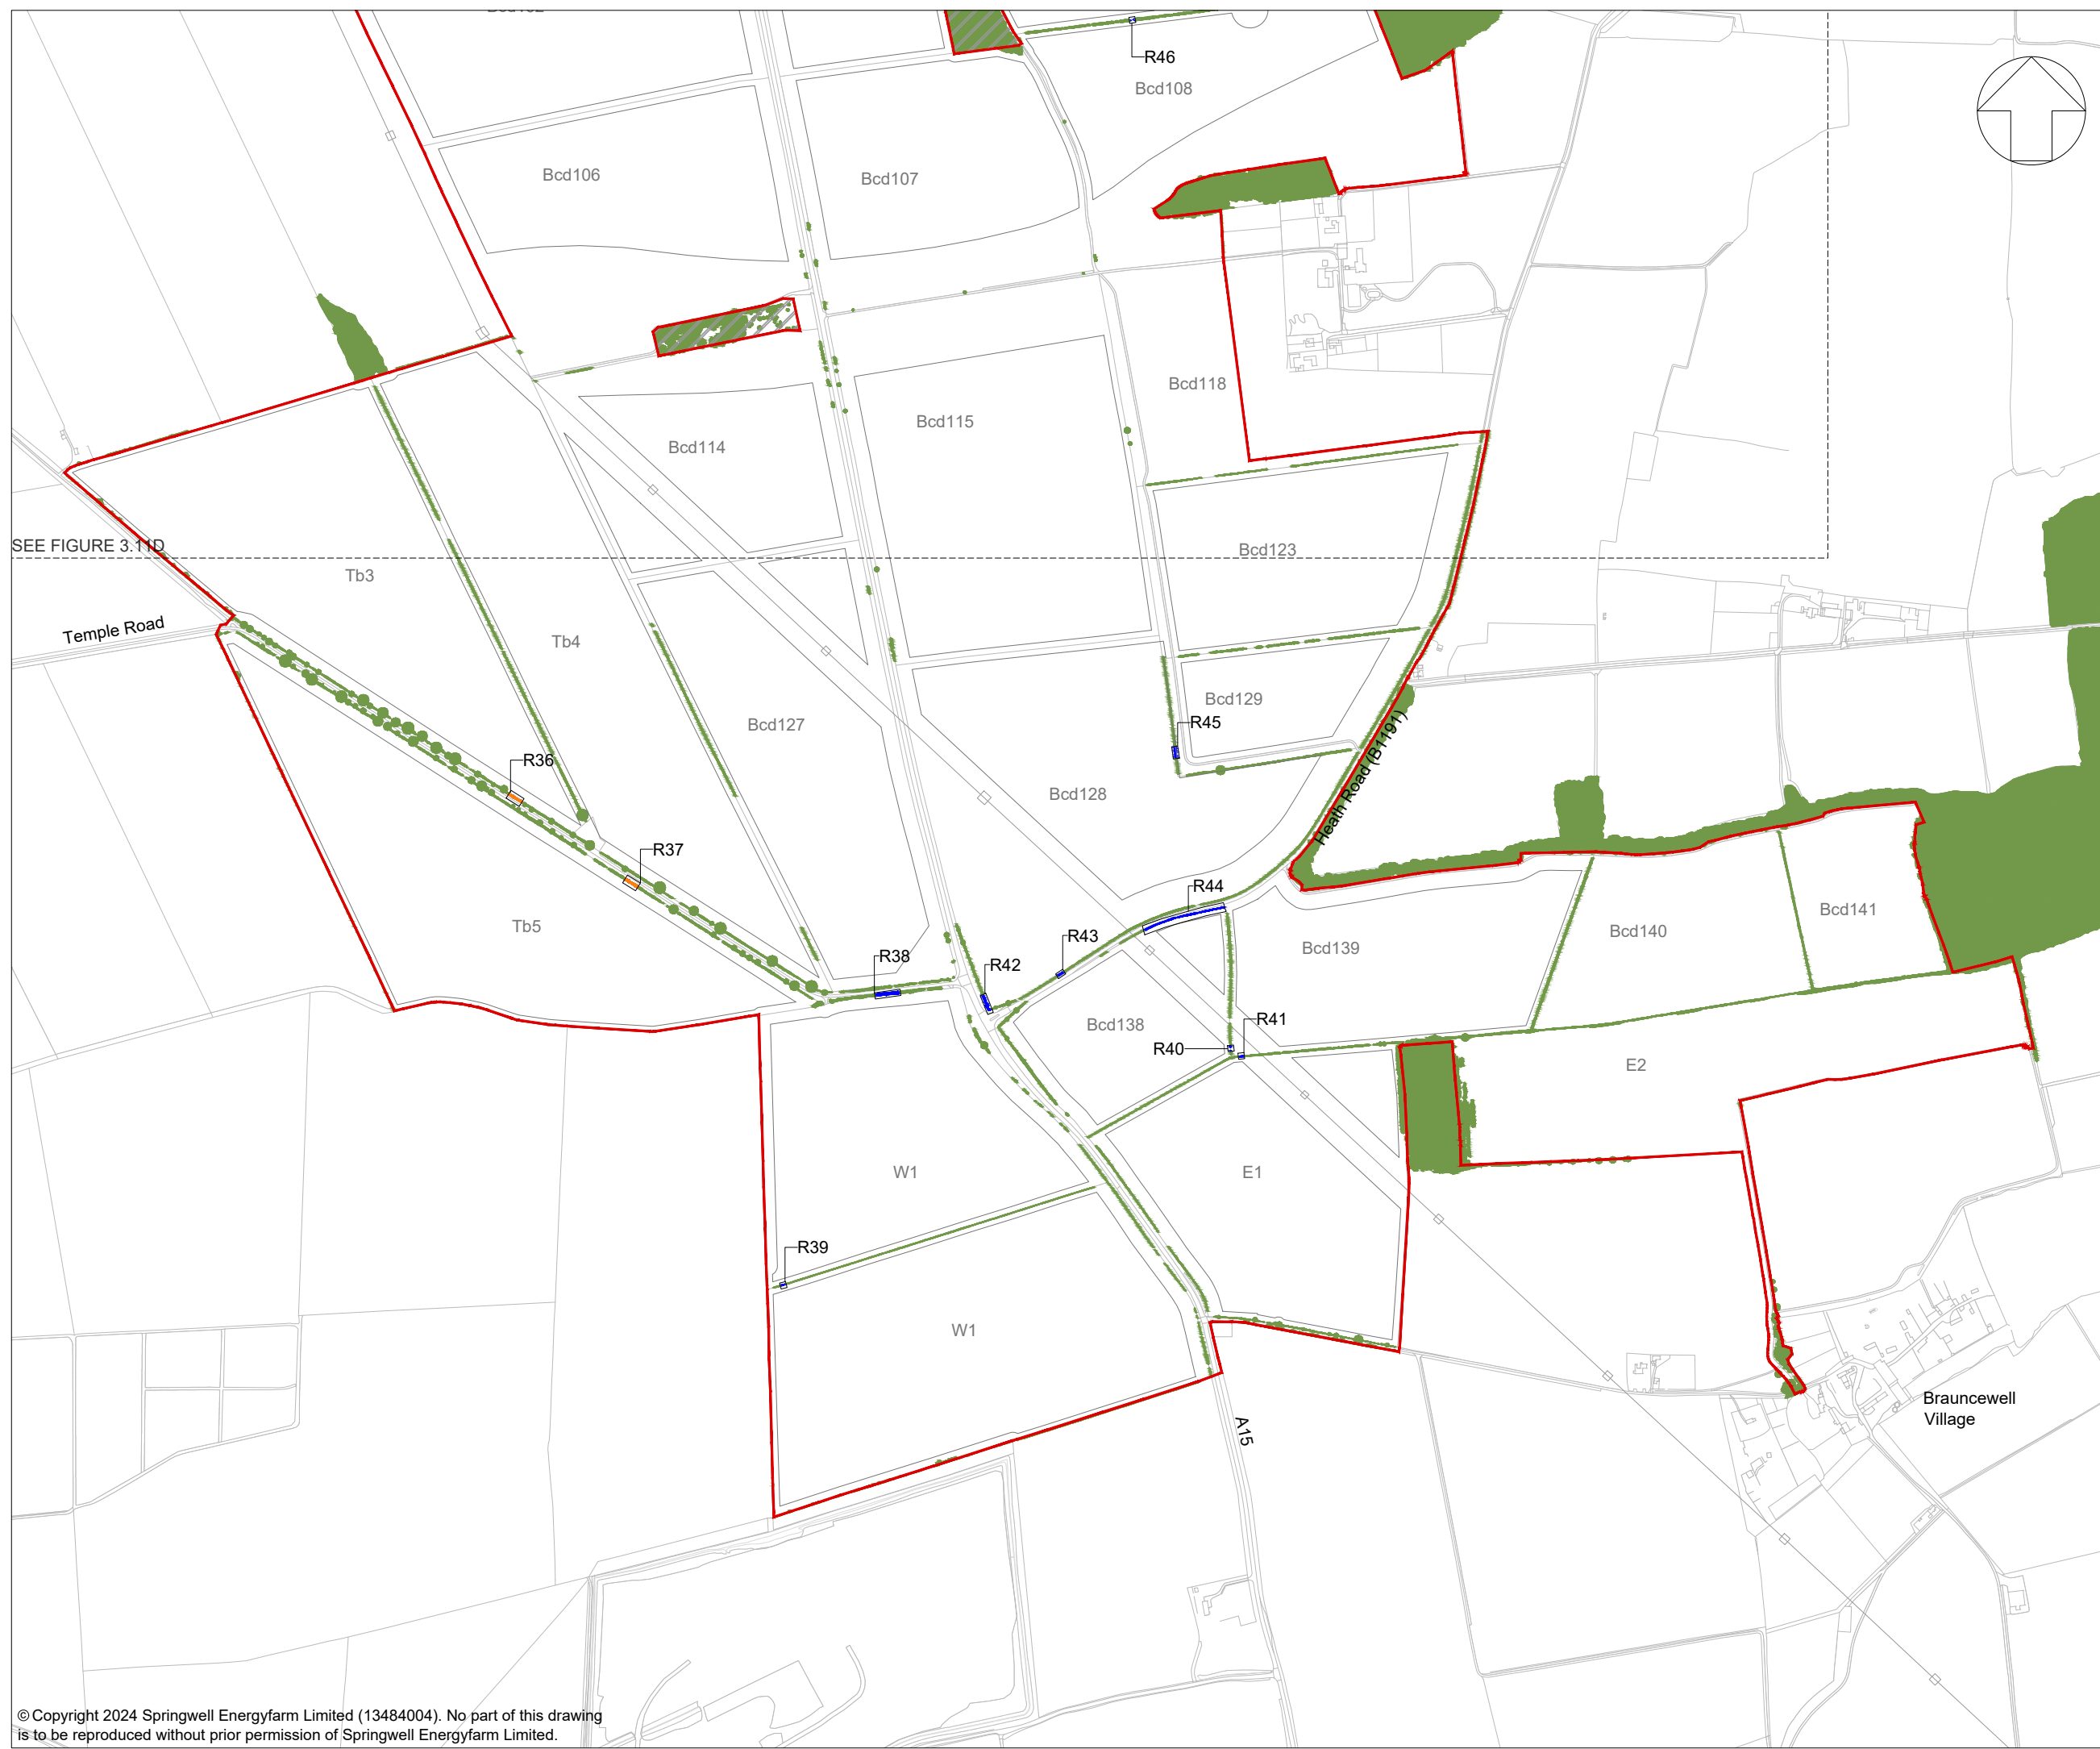 R46
Bcd108
Bcd106
Bcd107
Bcd118
Bcd115
Bcd114
SEE FIGURE 3.11D
Bcd123
Tb3
Temple Road
Tb4
Bcd129
R45
Bcd127
R36
Bcd128
Heath Road (B1191)
R37
R44
Bcd141
Tb5
Bcd140
R43
Bcd139
R38
R42
R41
Bcd138
R40
E2
W1
E1
R39
W1
Brauncewell
Village
A15
© Copyright 2024 Springwell Energyfarm Limited (13484004). No part of this drawing
is to be reproduced without prior permission of Springwell Energyfarm Limited.